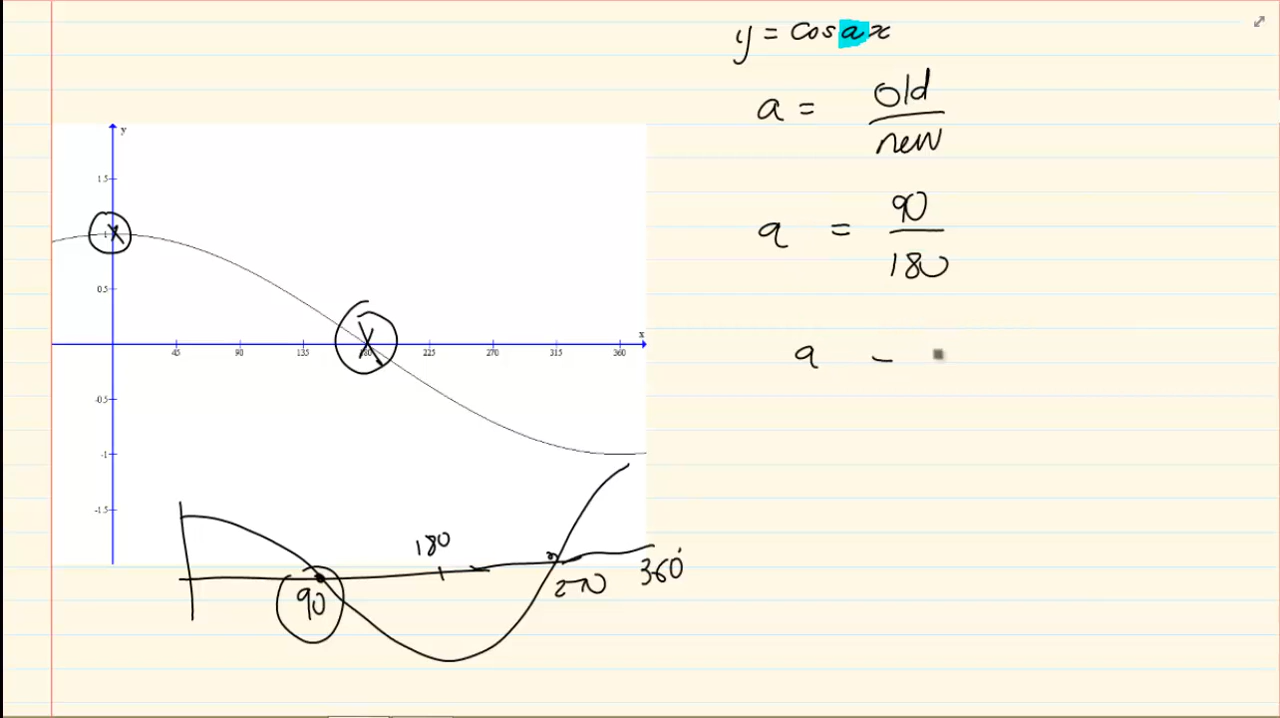 y = cos a x
a = old
new
a = 90
180
a -
y
1.5
1
0.5
x
45 90 135 180 225 270 315 360
-0.5
-1
-1.5
180
90
270
360